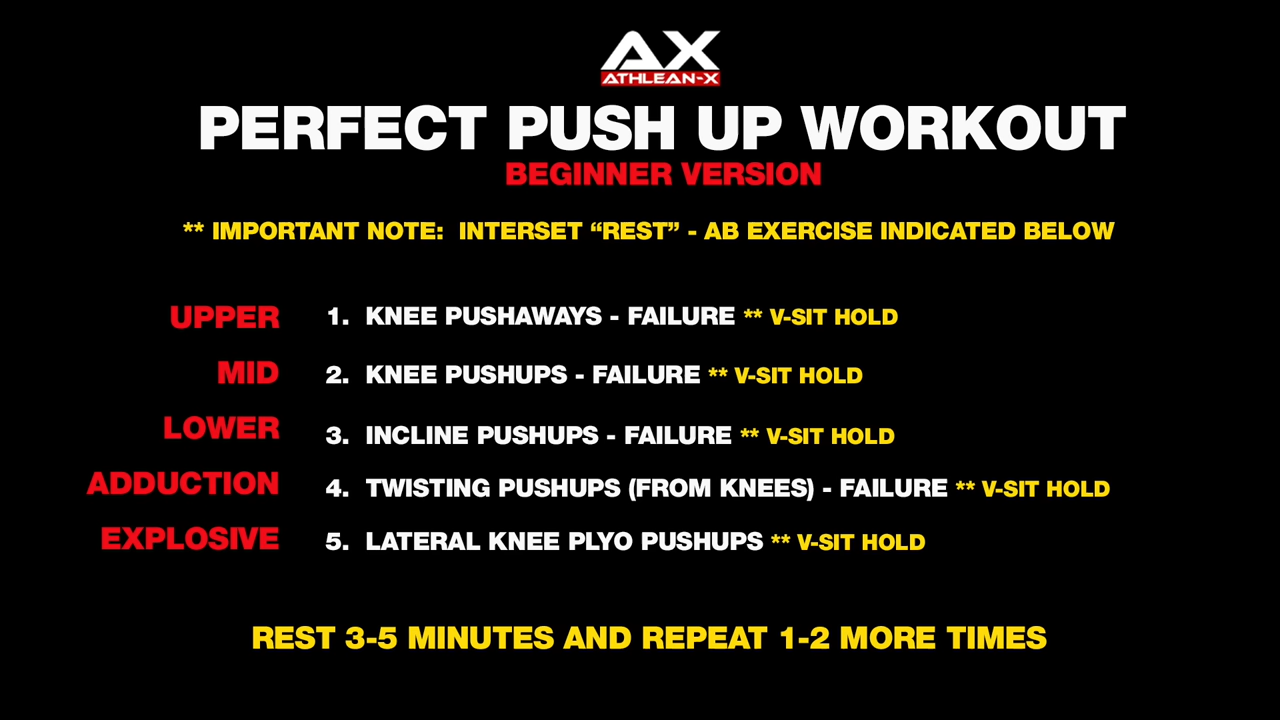 AX
ATHLEAN-X
PERFECT PUSH UP WORKOUT
BEGINNER VERSION
** IMPORTANT NOTE: INTERSET “REST” - AB EXERCISE INDICATED BELOW
UPPER 1. KNEE PUSHAWAYS - FAILURE ** V-SIT HOLD
MID 2. KNEE PUSHUPS - FAILURE ** V-SIT HOLD
LOWER 3. INCLINE PUSHUPS - FAILURE ** V-SIT HOLD
ADDUCTION 4. TWISTING PUSHUPS (FROM KNEES) - FAILURE ** V-SIT HOLD
EXPLOSIVE 5. LATERAL KNEE PLYO PUSHUPS ** V-SIT HOLD
REST 3-5 MINUTES AND REPEAT 1-2 MORE TIMES